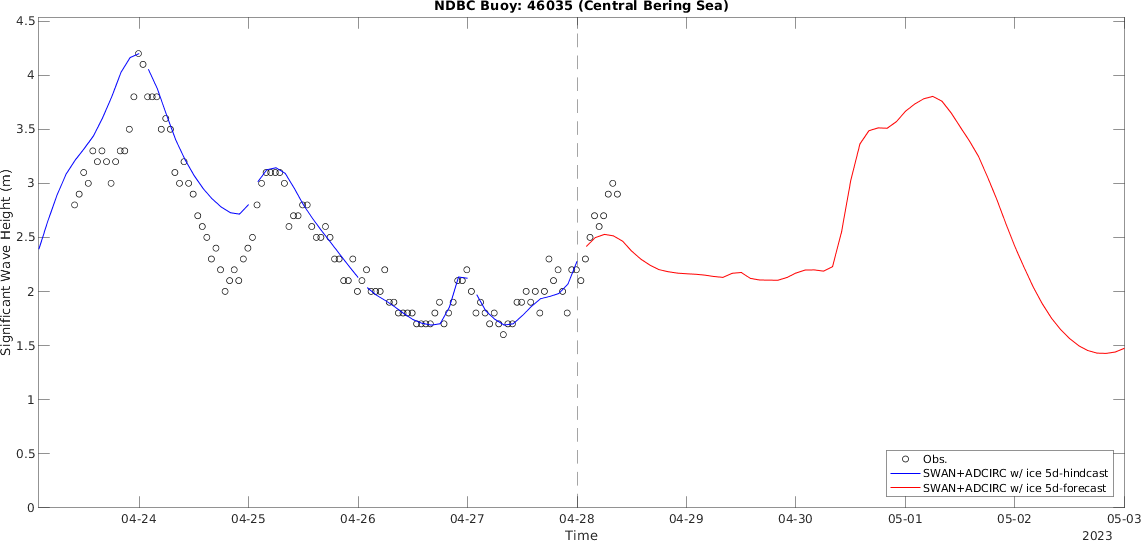 NDBC Buoy: 46035 (Central Bering Sea)
Significant Wave Height (m)
4.5
4
3.5
3
2.5
2
1.5
1
0.5
0
Obs.
SWAN+ADCIRC w/ ice 5d-hindcast
SWAN+ADCIRC w/ ice 5d-forecast
04-24 04-25 04-26 04-27 04-28 04-29 04-30 05-01 05-02 05-03
Time
2023